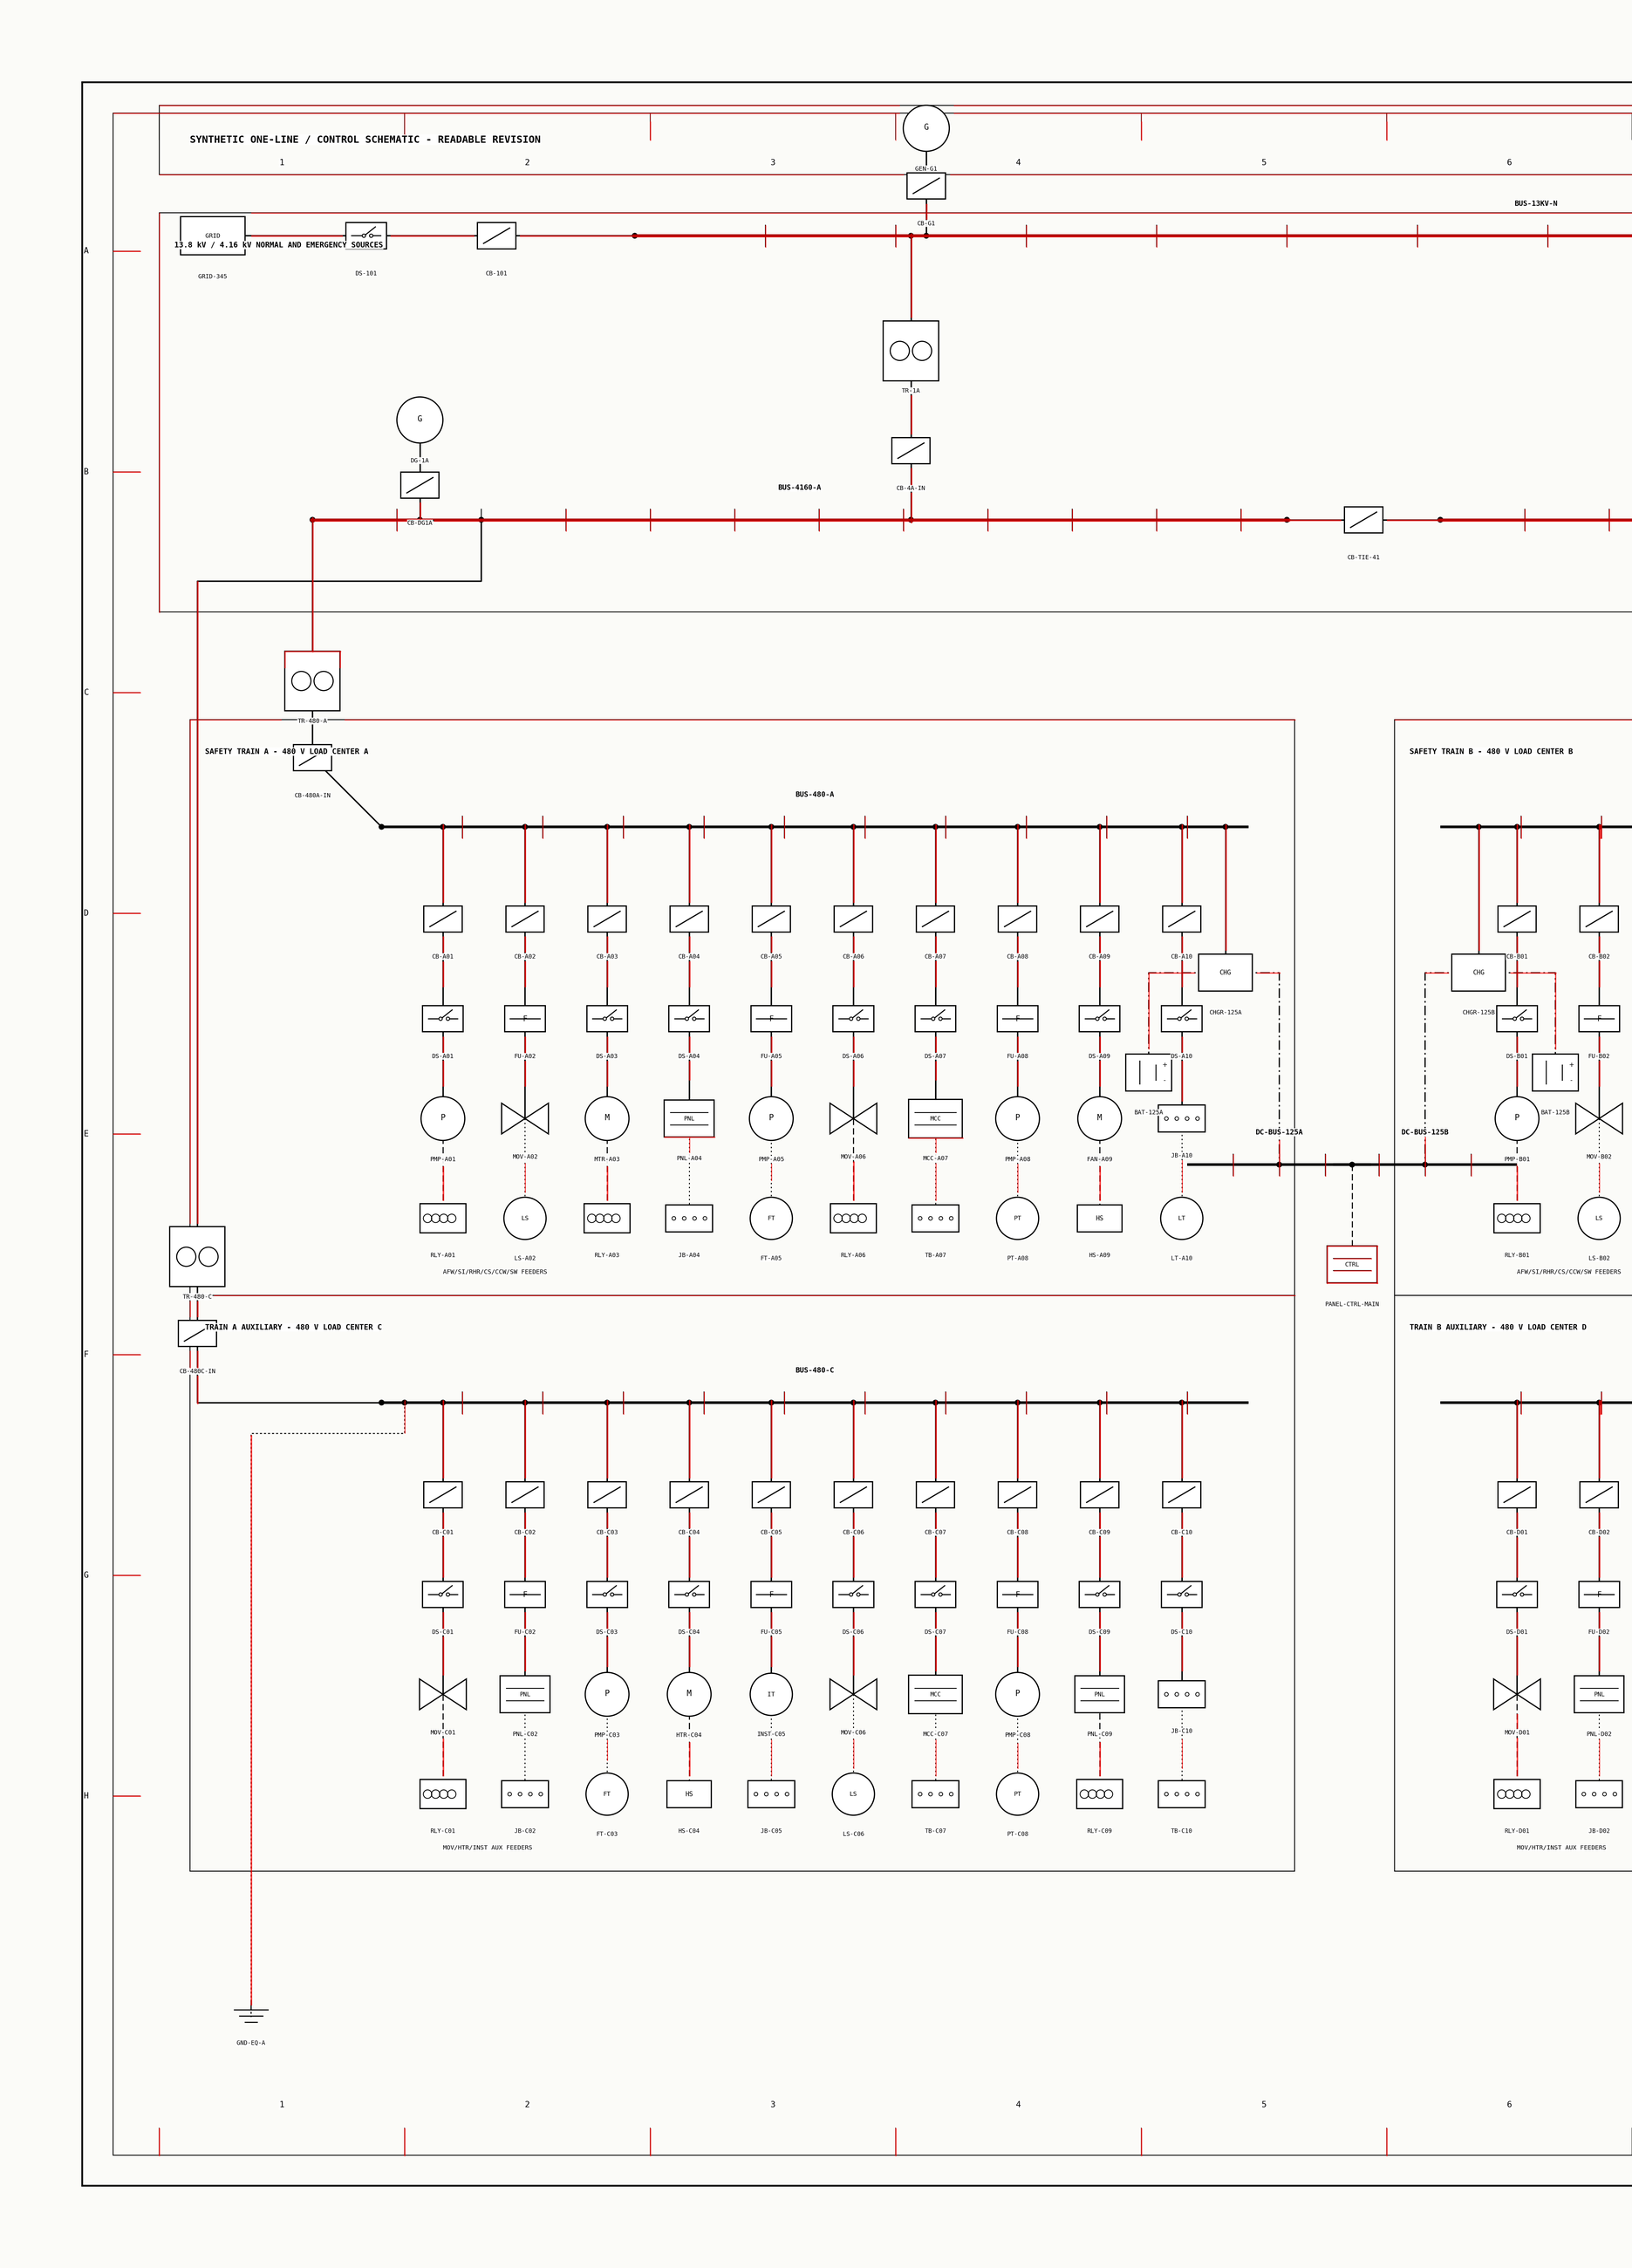 G
SYNTHETIC ONE-LINE / CONTROL SCHEMATIC - READABLE REVISION
1 2 3 4 5 6
GEN-G1
BUS-13KV-N
CB-G1
GRID
13.8 kV / 4.16 kV NORMAL AND EMERGENCY SOURCES
A
GRID-345 DS-101 CB-101
TR-1A
G
DG-1A
B
BUS-4160-A CB-4A-IN
CB-DG1A
CB-TIE-41
C
TR-480-A
SAFETY TRAIN A - 480 V LOAD CENTER A SAFETY TRAIN B - 480 V LOAD CENTER B
CB-480A-IN BUS-480-A
D
CB-A01 CB-A02 CB-A03 CB-A04 CB-A05 CB-A06 CB-A07 CB-A08 CB-A09 CB-A10 CB-B01 CB-B02
CHG CHG
CHGR-125A CHGR-125B
F F F F
DS-A01 FU-A02 DS-A03 DS-A04 FU-A05 DS-A06 DS-A07 FU-A08 DS-A09 DS-A10 DS-B01 FU-B02
+ - + -
BAT-125A BAT-125B
P M PNL P MCC P M P
E
DC-BUS-125A DC-BUS-125B
PMP-A01 MOV-A02 MTR-A03 PNL-A04 PMP-A05 MOV-A06 MCC-A07 PMP-A08 FAN-A09 JB-A10 PMP-B01 MOV-B02
LS FT PT HS LT LS
RLY-A01 LS-A02 RLY-A03 JB-A04 FT-A05 RLY-A06 TB-A07 PT-A08 HS-A09 LT-A10 RLY-B01 LS-B02
CTRL
AFW/SI/RHR/CS/CCW/SW FEEDERS AFW/SI/RHR/CS/CCW/SW FEEDERS
TR-480-C
PANEL-CTRL-MAIN
TRAIN A AUXILIARY - 480 V LOAD CENTER C TRAIN B AUXILIARY - 480 V LOAD CENTER D
F
CB-480C-IN BUS-480-C
CB-C01 CB-C02 CB-C03 CB-C04 CB-C05 CB-C06 CB-C07 CB-C08 CB-C09 CB-C10 CB-D01 CB-D02
G
F F F F
DS-C01 FU-C02 DS-C03 DS-C04 FU-C05 DS-C06 DS-C07 FU-C08 DS-C09 DS-C10 DS-D01 FU-D02
PNL P M IT MCC P PNL PNL
MOV-C01 PNL-C02 PMP-C03 HTR-C04 INST-C05 MOV-C06 MCC-C07 PMP-C08 PNL-C09 JB-C10 MOV-D01 PNL-D02
H
FT HS LS PT
RLY-C01 JB-C02 FT-C03 HS-C04 JB-C05 LS-C06 TB-C07 PT-C08 RLY-C09 TB-C10 RLY-D01 JB-D02
MOV/HTR/INST AUX FEEDERS MOV/HTR/INST AUX FEEDERS
GND-EQ-A
1 2 3 4 5 6